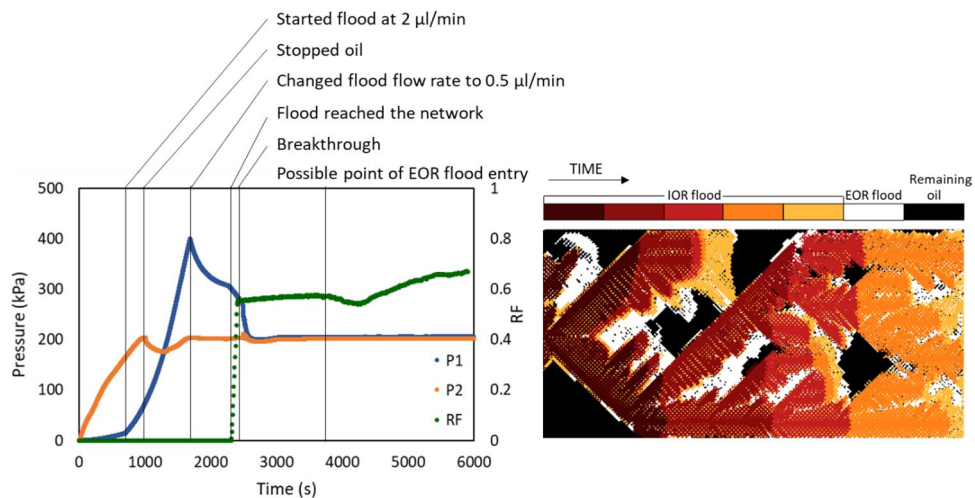 Started flood at 2 µl/min
Stopped oil
Changed flood flow rate to 0.5 µl/min
Flood reached the network
Breakthrough
Possible point of EOR flood entry
500
400
300
200
100
0
Pressure (kPa)
1
0.8
0.6
0.4
0.2
0
RF
P1
P2
RF
0 1000 2000 3000 4000 5000 6000
Time (s)
TIME
IOR flood
EOR flood
Remaining
oil